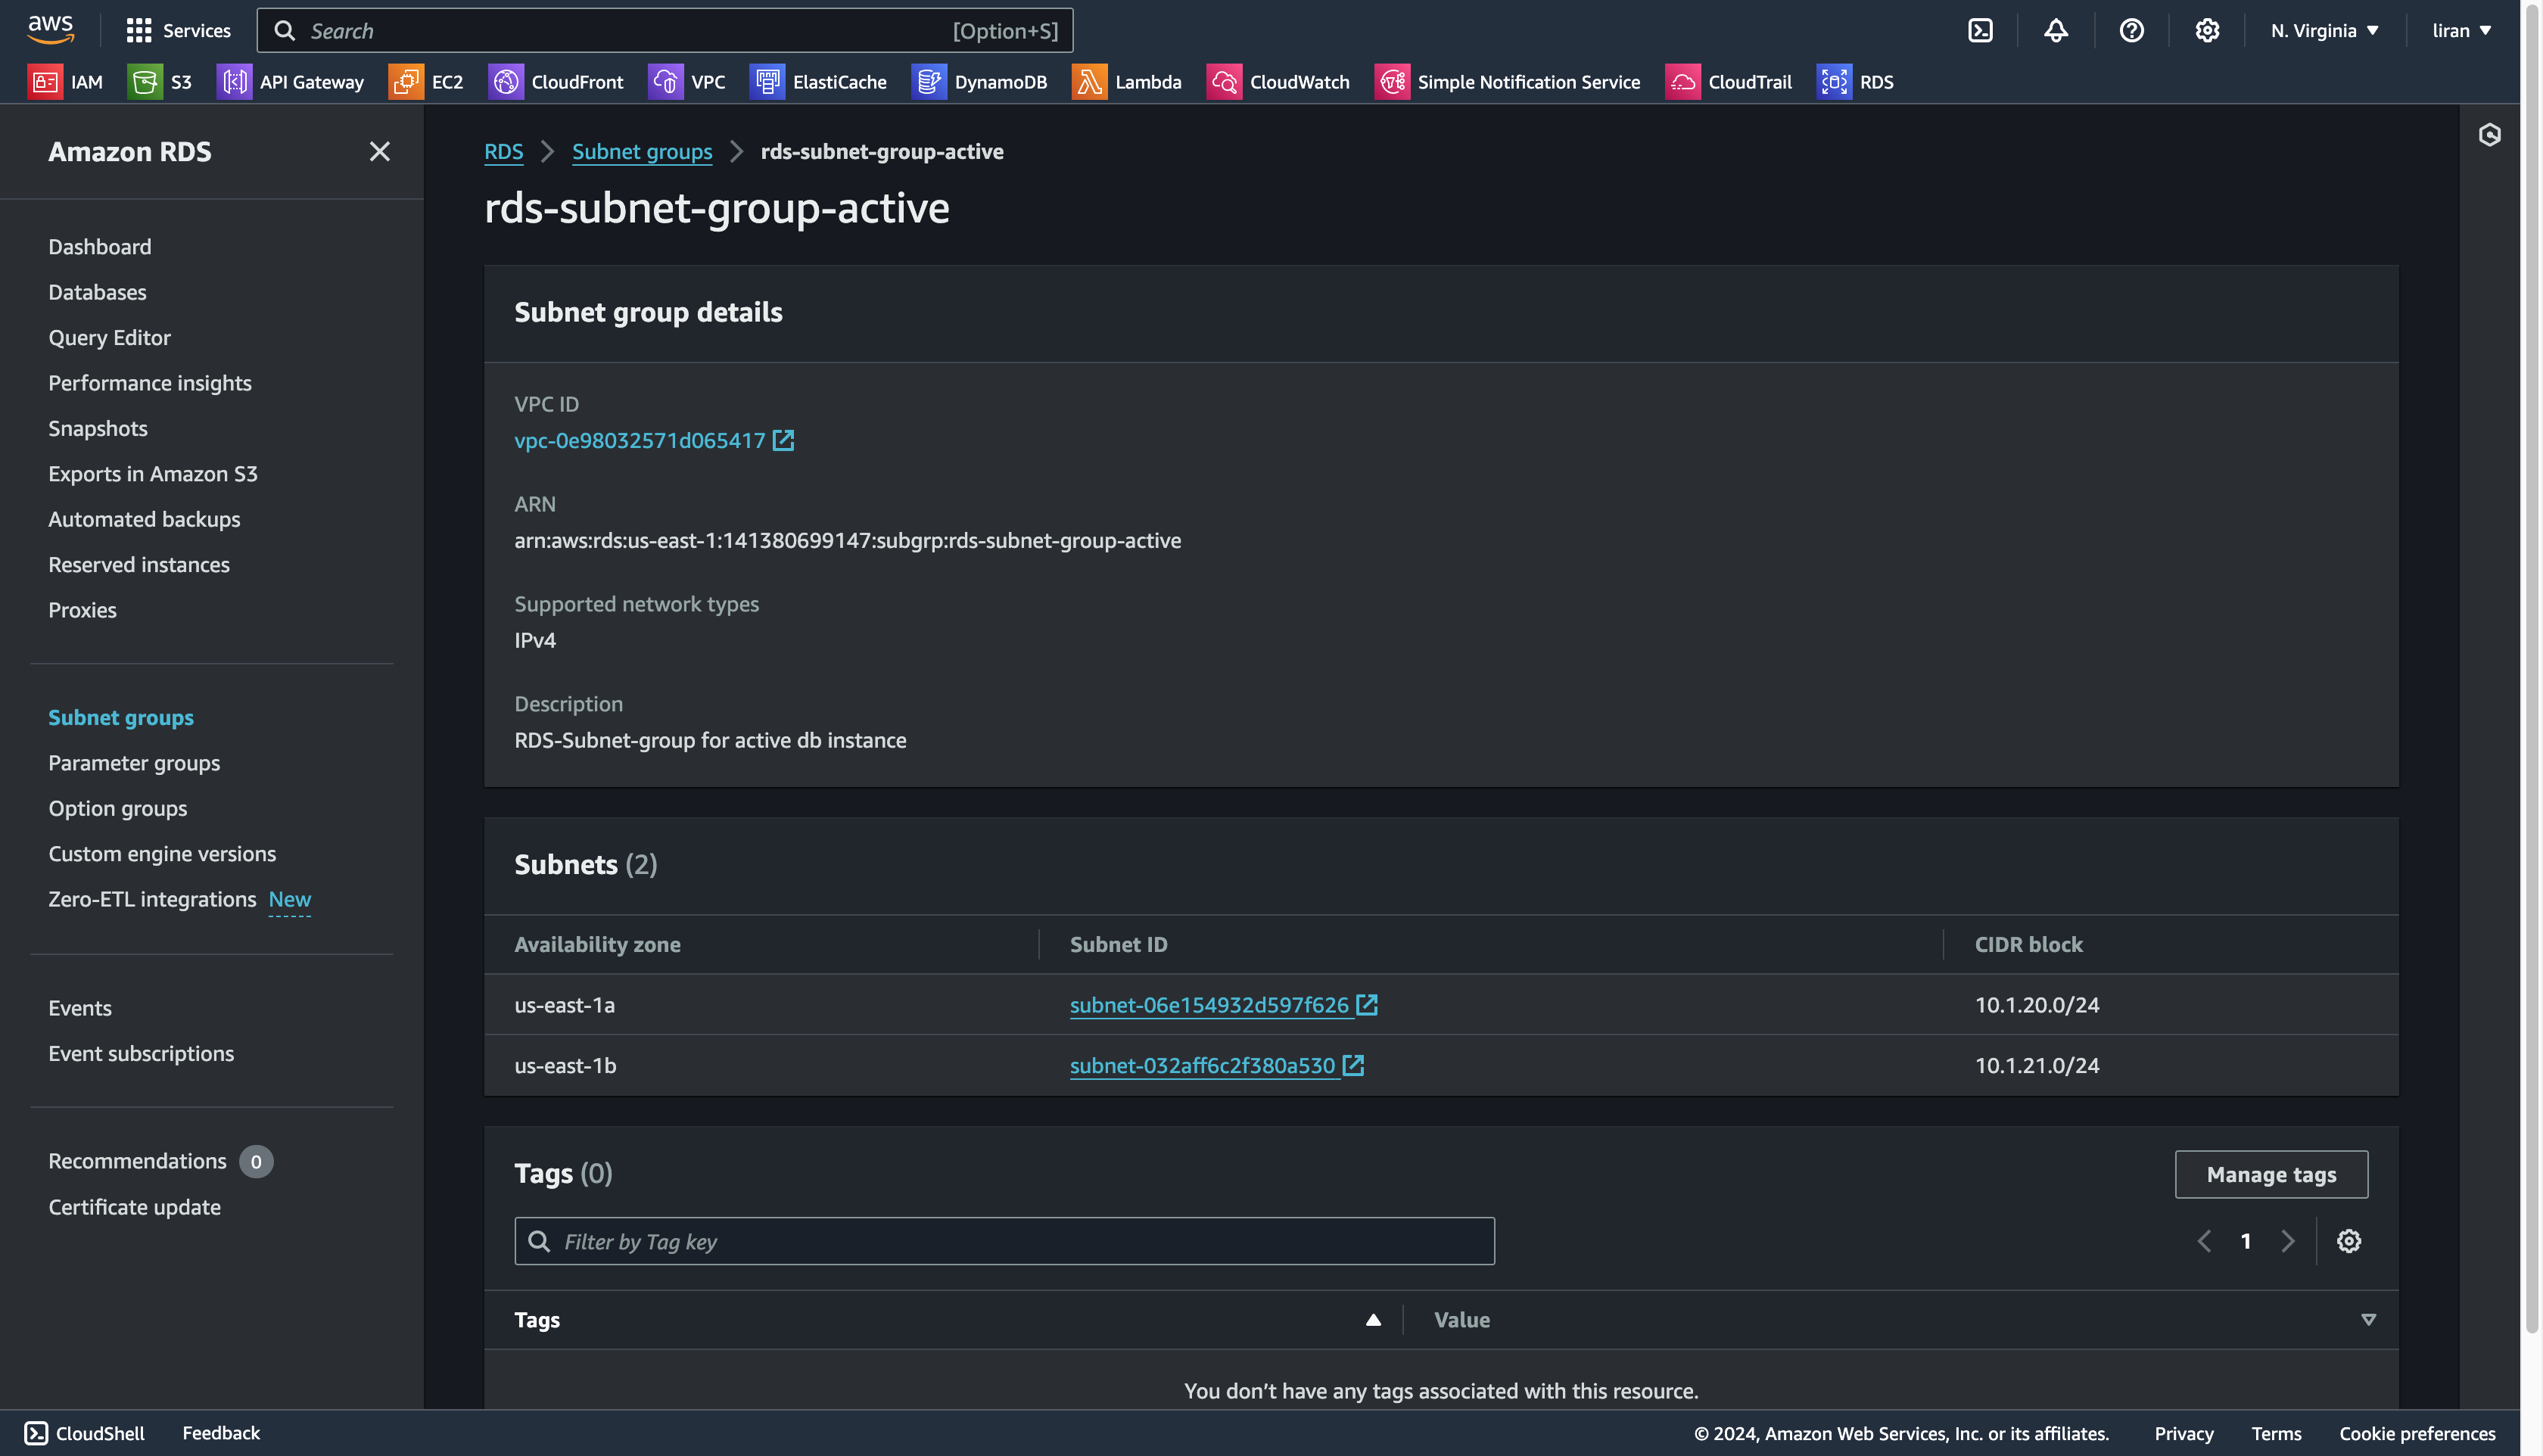 aws Services Search [Option+S] N. Virginia liran
IAM S3 API Gateway EC2 CloudFront VPC ElastiCache DynamoDB Lambda CloudWatch Simple Notification Service CloudTrail RDS
Amazon RDS
Dashboard
Databases
Query Editor
Performance insights
Snapshots
Exports in Amazon S3
Automated backups
Reserved instances
Proxies
Subnet groups
Parameter groups
Option groups
Custom engine versions
Zero-ETL integrations New
Events
Event subscriptions
Recommendations 0
Certificate update
RDS Subnet groups rds-subnet-group-active
rds-subnet-group-active
Subnet group details
VPC ID
vpc-0e98032571d065417
ARN
arn:aws:rds:us-east-1:141380699147:subgrp:rds-subnet-group-active
Supported network types
IPv4
Description
RDS-Subnet-group for active db instance
Subnets (2)
Availability zone Subnet ID CIDR block
us-east-1a subnet-06e154932d597f626 10.1.20.0/24
us-east-1b subnet-032aff6c2f380a530 10.1.21.0/24
Tags (0) Manage tags
Filter by Tag key 1
Tags Value
You don’t have any tags associated with this resource.
CloudShell Feedback © 2024, Amazon Web Services, Inc. or its affiliates. Privacy Terms Cookie preferences